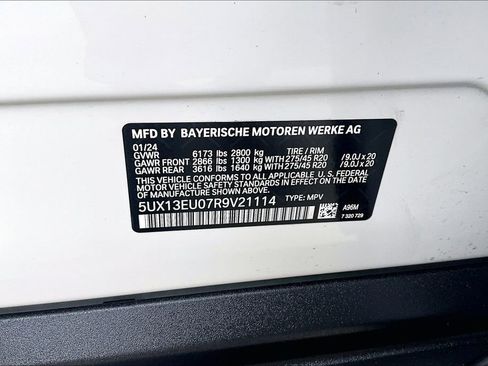 MFD BY BAYERISCHE MOTOREN WERKE AG
01/24
GVWR 6173 lbs 2800 kg TIRE / RIM
GAWR FRONT 2866 lbs 1300 kg WITH 275/45 R20 /9.0J x 20
GAWR REAR 3616 lbs 1640 kg WITH 275/45 R20 /9.0J x 20
THIS VEHICLE CONFORMS TO ALL APPLICABLE U. S. FEDERAL
MOTOR VEHICLE SAFETY STANDARDS IN EFFECT ON THE DATE
OF MANUFACTURE SHOWN ABOVE.
5UX13EU07R9V21114 TYPE: MPV A96M
7 320 729